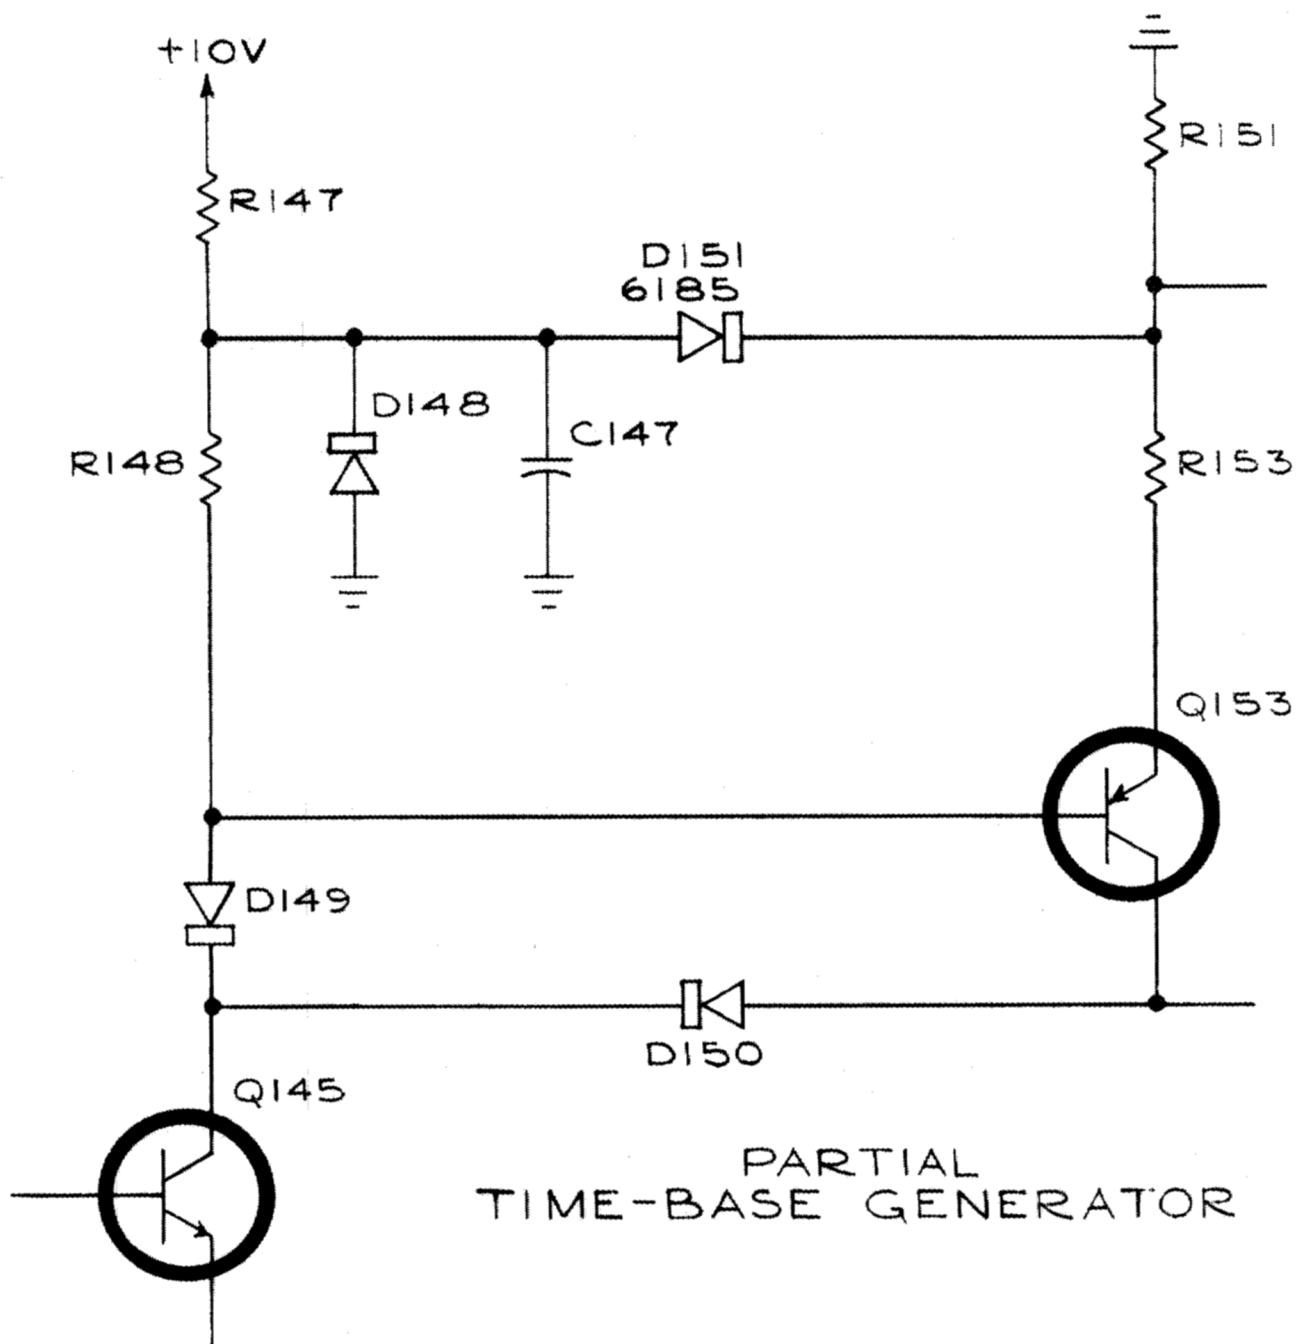 +10V
R151
R147
D151
6185
D148
C147
R148
R153
Q153
D149
D150
Q145
PARTIAL
TIME-BASE GENERATOR